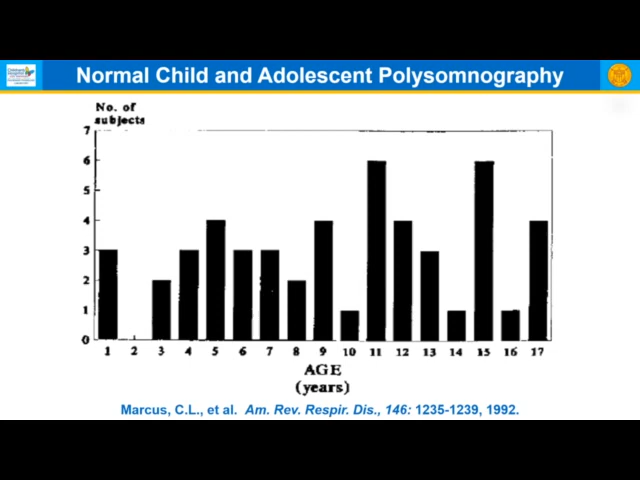 Normal Child and Adolescent Polysomnography
No. of
subjects
7
6
5
4
3
2
1
0
1 2 3 4 5 6 7 8 9 10 11 12 13 14 15 16 17
AGE
(years)
Marcus, C.L., et al. Am. Rev. Respir. Dis., 146: 1235-1239, 1992.